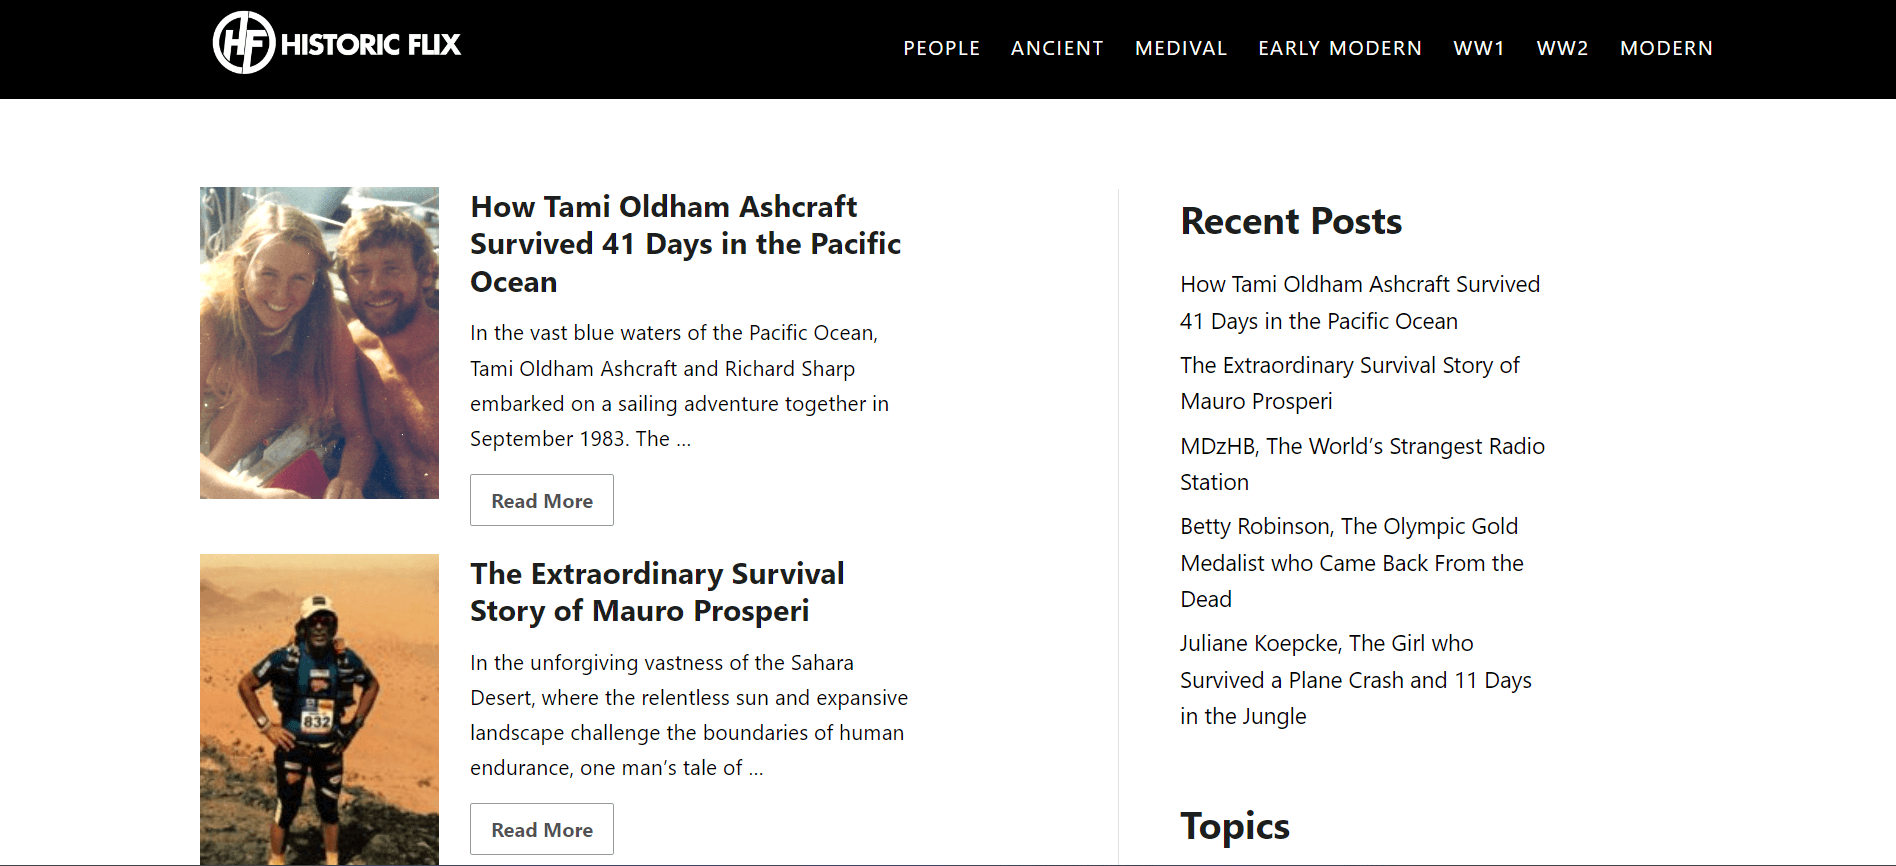 HF HISTORIC FLIX
PEOPLE ANCIENT MEDIVAL EARLY MODERN WW1 WW2 MODERN
How Tami Oldham Ashcraft
Survived 41 Days in the Pacific
Ocean
In the vast blue waters of the Pacific Ocean,
Tami Oldham Ashcraft and Richard Sharp
embarked on a sailing adventure together in
September 1983. The ...
Read More
832
The Extraordinary Survival
Story of Mauro Prosperi
In the unforgiving vastness of the Sahara
Desert, where the relentless sun and expansive
landscape challenge the boundaries of human
endurance, one man’s tale of ...
Read More
Recent Posts
How Tami Oldham Ashcraft Survived
41 Days in the Pacific Ocean
The Extraordinary Survival Story of
Mauro Prosperi
MDzHB, The World’s Strangest Radio
Station
Betty Robinson, The Olympic Gold
Medalist who Came Back From the
Dead
Juliane Koepcke, The Girl who
Survived a Plane Crash and 11 Days
in the Jungle
Topics